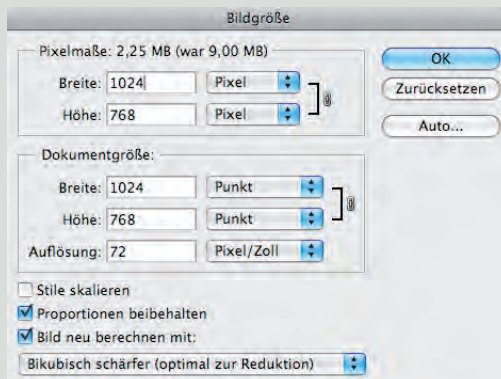 Bildgröße
Pixelmaße: 2,25 MB (war 9,00 MB)
Breite: 1024 Pixel
Höhe: 768 Pixel
OK
Zurücksetzen
Auto...
Dokumentgröße:
Breite: 1024 Punkt
Höhe: 768 Punkt
Auflösung: 72 Pixel/Zoll
Stile skalieren
Proportionen beibehalten
Bild neu berechnen mit:
Bikubisch schärfer (optimal zur Reduktion)